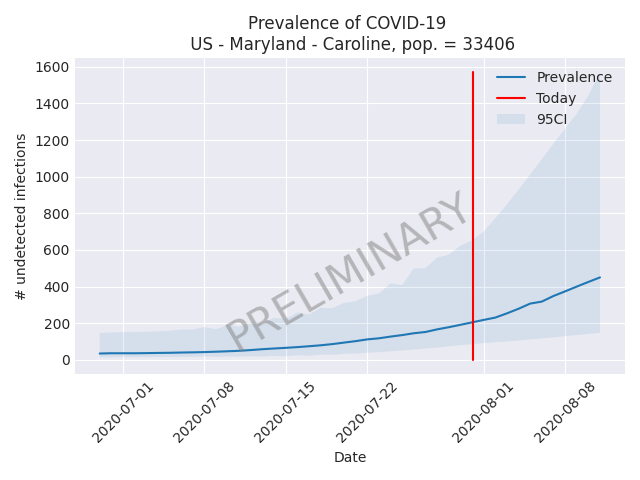 Prevalence of COVID-19
US - Maryland - Caroline, pop. = 33406
1600
1400
1200
1000
800
600
400
200
0
# undetected infections
Prevalence
Today
95CI
PRELIMINARY
2020-07-01
2020-07-08
2020-07-15
2020-07-22
2020-08-01
2020-08-08
Date